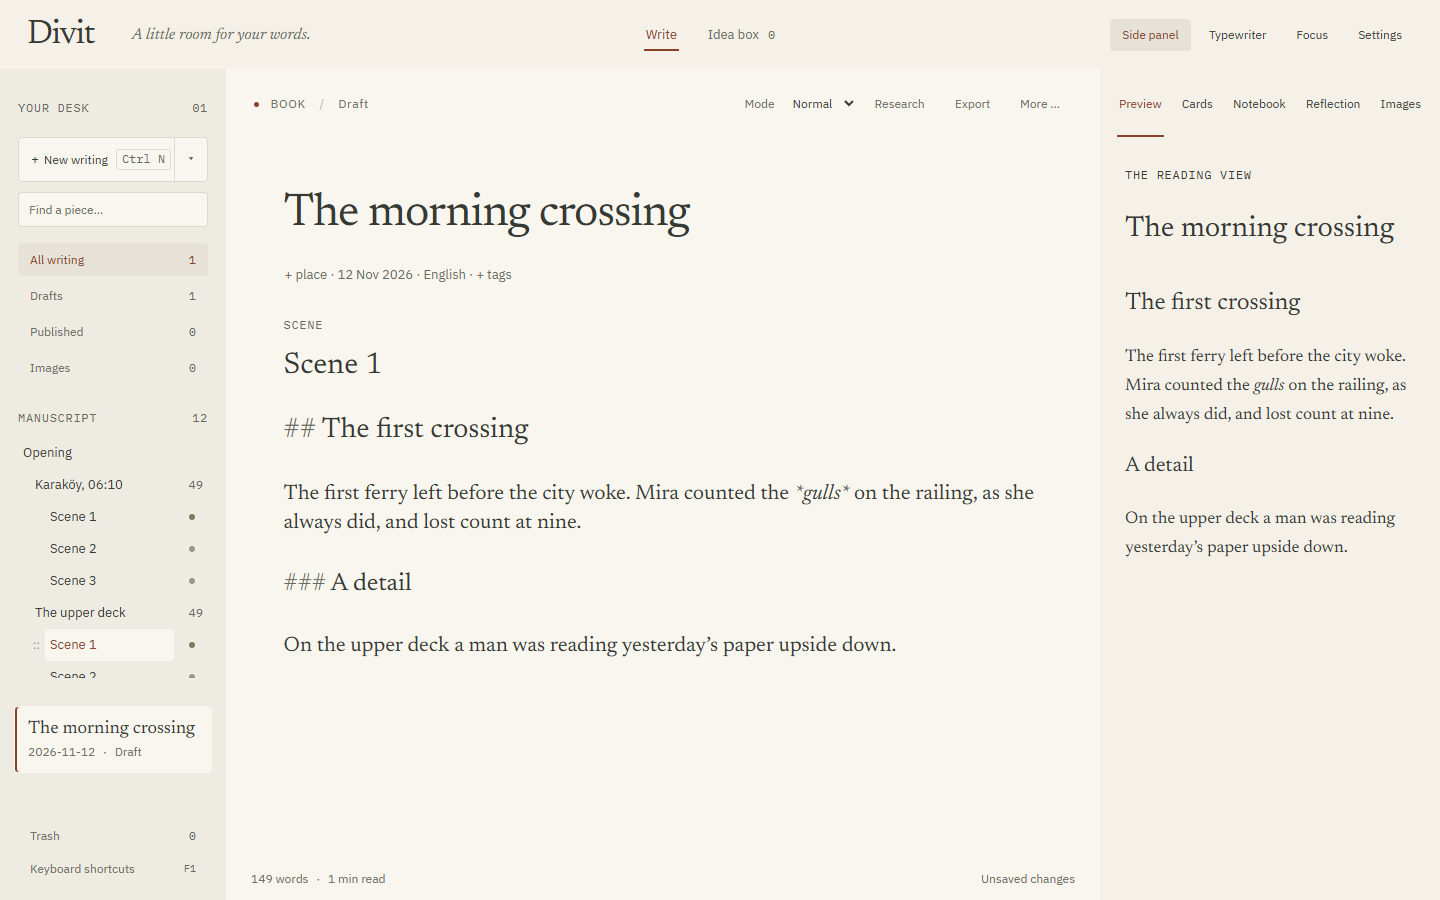 Divit
A little room for your words.
Write
Idea box 0
Side panel
Typewriter
Focus
Settings
YOUR DESK 01
+ New writing Ctrl N
Find a piece...
All writing 1
Drafts 1
Published 0
Images 0
MANUSCRIPT 12
Opening
Karaköy, 06:10 49
Scene 1
Scene 2
Scene 3
The upper deck 49
:: Scene 1
Scene 2
The morning crossing
2026-11-12 · Draft
Trash 0
Keyboard shortcuts F1
BOOK / Draft
Mode Normal
Research
Export
More ...
The morning crossing
+ place · 12 Nov 2026 · English · + tags
SCENE
Scene 1
## The first crossing
The first ferry left before the city woke. Mira counted the *gulls* on the railing, as she
always did, and lost count at nine.
### A detail
On the upper deck a man was reading yesterday’s paper upside down.
149 words · 1 min read
Unsaved changes
Preview
Cards
Notebook
Reflection
Images
THE READING VIEW
The morning crossing
The first crossing
The first ferry left before the city woke.
Mira counted the gulls on the railing, as
she always did, and lost count at nine.
A detail
On the upper deck a man was reading
yesterday’s paper upside down.